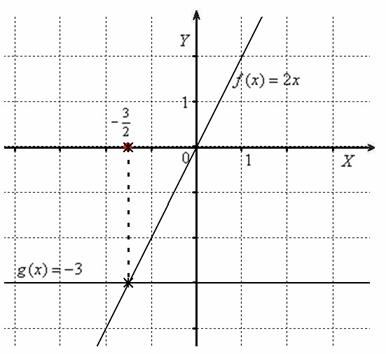 Y
f(x) = 2x
1
-3/2
0
1
X
g(x) = -3